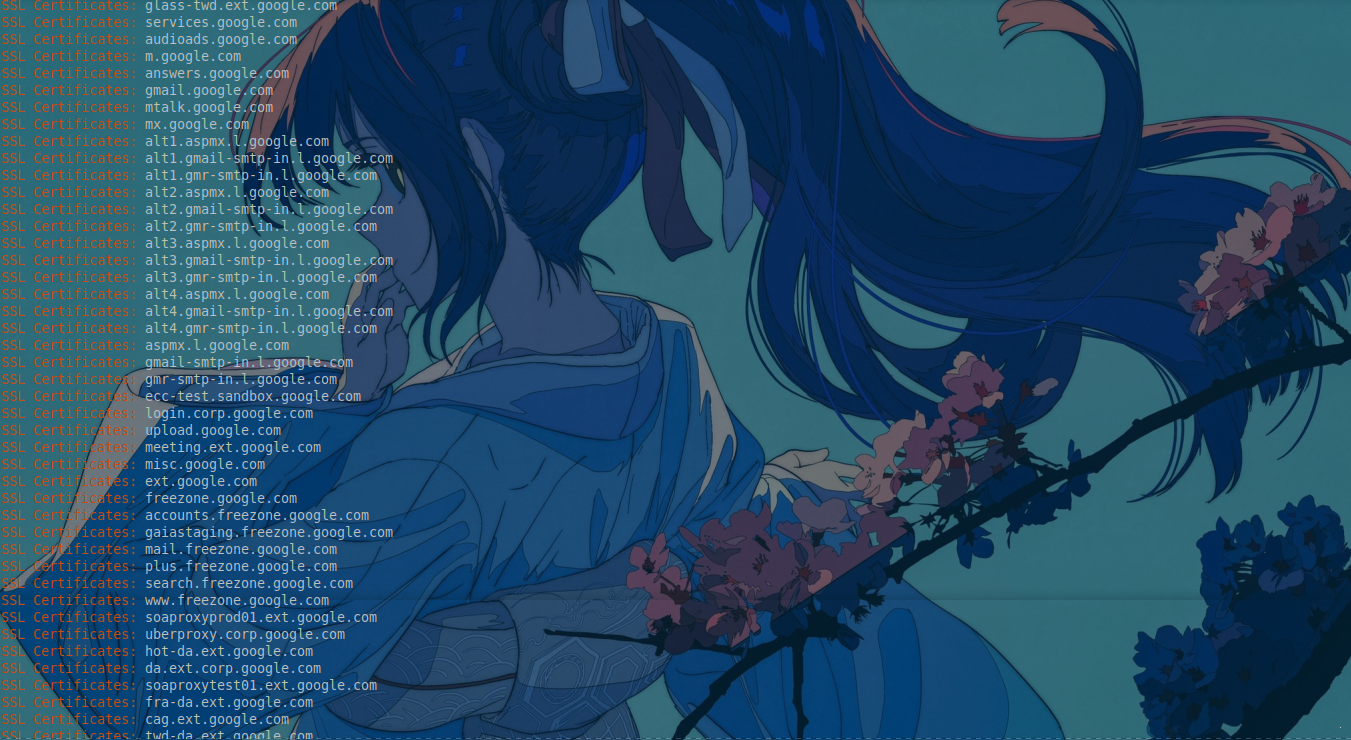 SSL Certificates: glass-twd.ext.google.com
SSL Certificates: services.google.com
SSL Certificates: audioads.google.com
SSL Certificates: m.google.com
SSL Certificates: answers.google.com
SSL Certificates: gmail.google.com
SSL Certificates: mtalk.google.com
SSL Certificates: mx.google.com
SSL Certificates: alt1.aspmx.l.google.com
SSL Certificates: alt1.gmail-smtp-in.l.google.com
SSL Certificates: alt1.gmr-smtp-in.l.google.com
SSL Certificates: alt2.aspmx.l.google.com
SSL Certificates: alt2.gmail-smtp-in.l.google.com
SSL Certificates: alt2.gmr-smtp-in.l.google.com
SSL Certificates: alt3.aspmx.l.google.com
SSL Certificates: alt3.gmail-smtp-in.l.google.com
SSL Certificates: alt3.gmr-smtp-in.l.google.com
SSL Certificates: alt4.aspmx.l.google.com
SSL Certificates: alt4.gmail-smtp-in.l.google.com
SSL Certificates: alt4.gmr-smtp-in.l.google.com
SSL Certificates: aspmx.l.google.com
SSL Certificates: gmail-smtp-in.l.google.com
SSL Certificates: gmr-smtp-in.l.google.com
SSL Certificates: ecc-test.sandbox.google.com
SSL Certificates: login.corp.google.com
SSL Certificates: upload.google.com
SSL Certificates: meeting.ext.google.com
SSL Certificates: misc.google.com
SSL Certificates: ext.google.com
SSL Certificates: freezone.google.com
SSL Certificates: accounts.freezone.google.com
SSL Certificates: gaiastaging.freezone.google.com
SSL Certificates: mail.freezone.google.com
SSL Certificates: plus.freezone.google.com
SSL Certificates: search.freezone.google.com
SSL Certificates: www.freezone.google.com
SSL Certificates: soaproxyprod01.ext.google.com
SSL Certificates: uberproxy.corp.google.com
SSL Certificates: hot-da.ext.google.com
SSL Certificates: da.ext.corp.google.com
SSL Certificates: soaproxytest01.ext.google.com
SSL Certificates: fra-da.ext.google.com
SSL Certificates: cag.ext.google.com
SSL Certificates: twd-da.ext.google.com